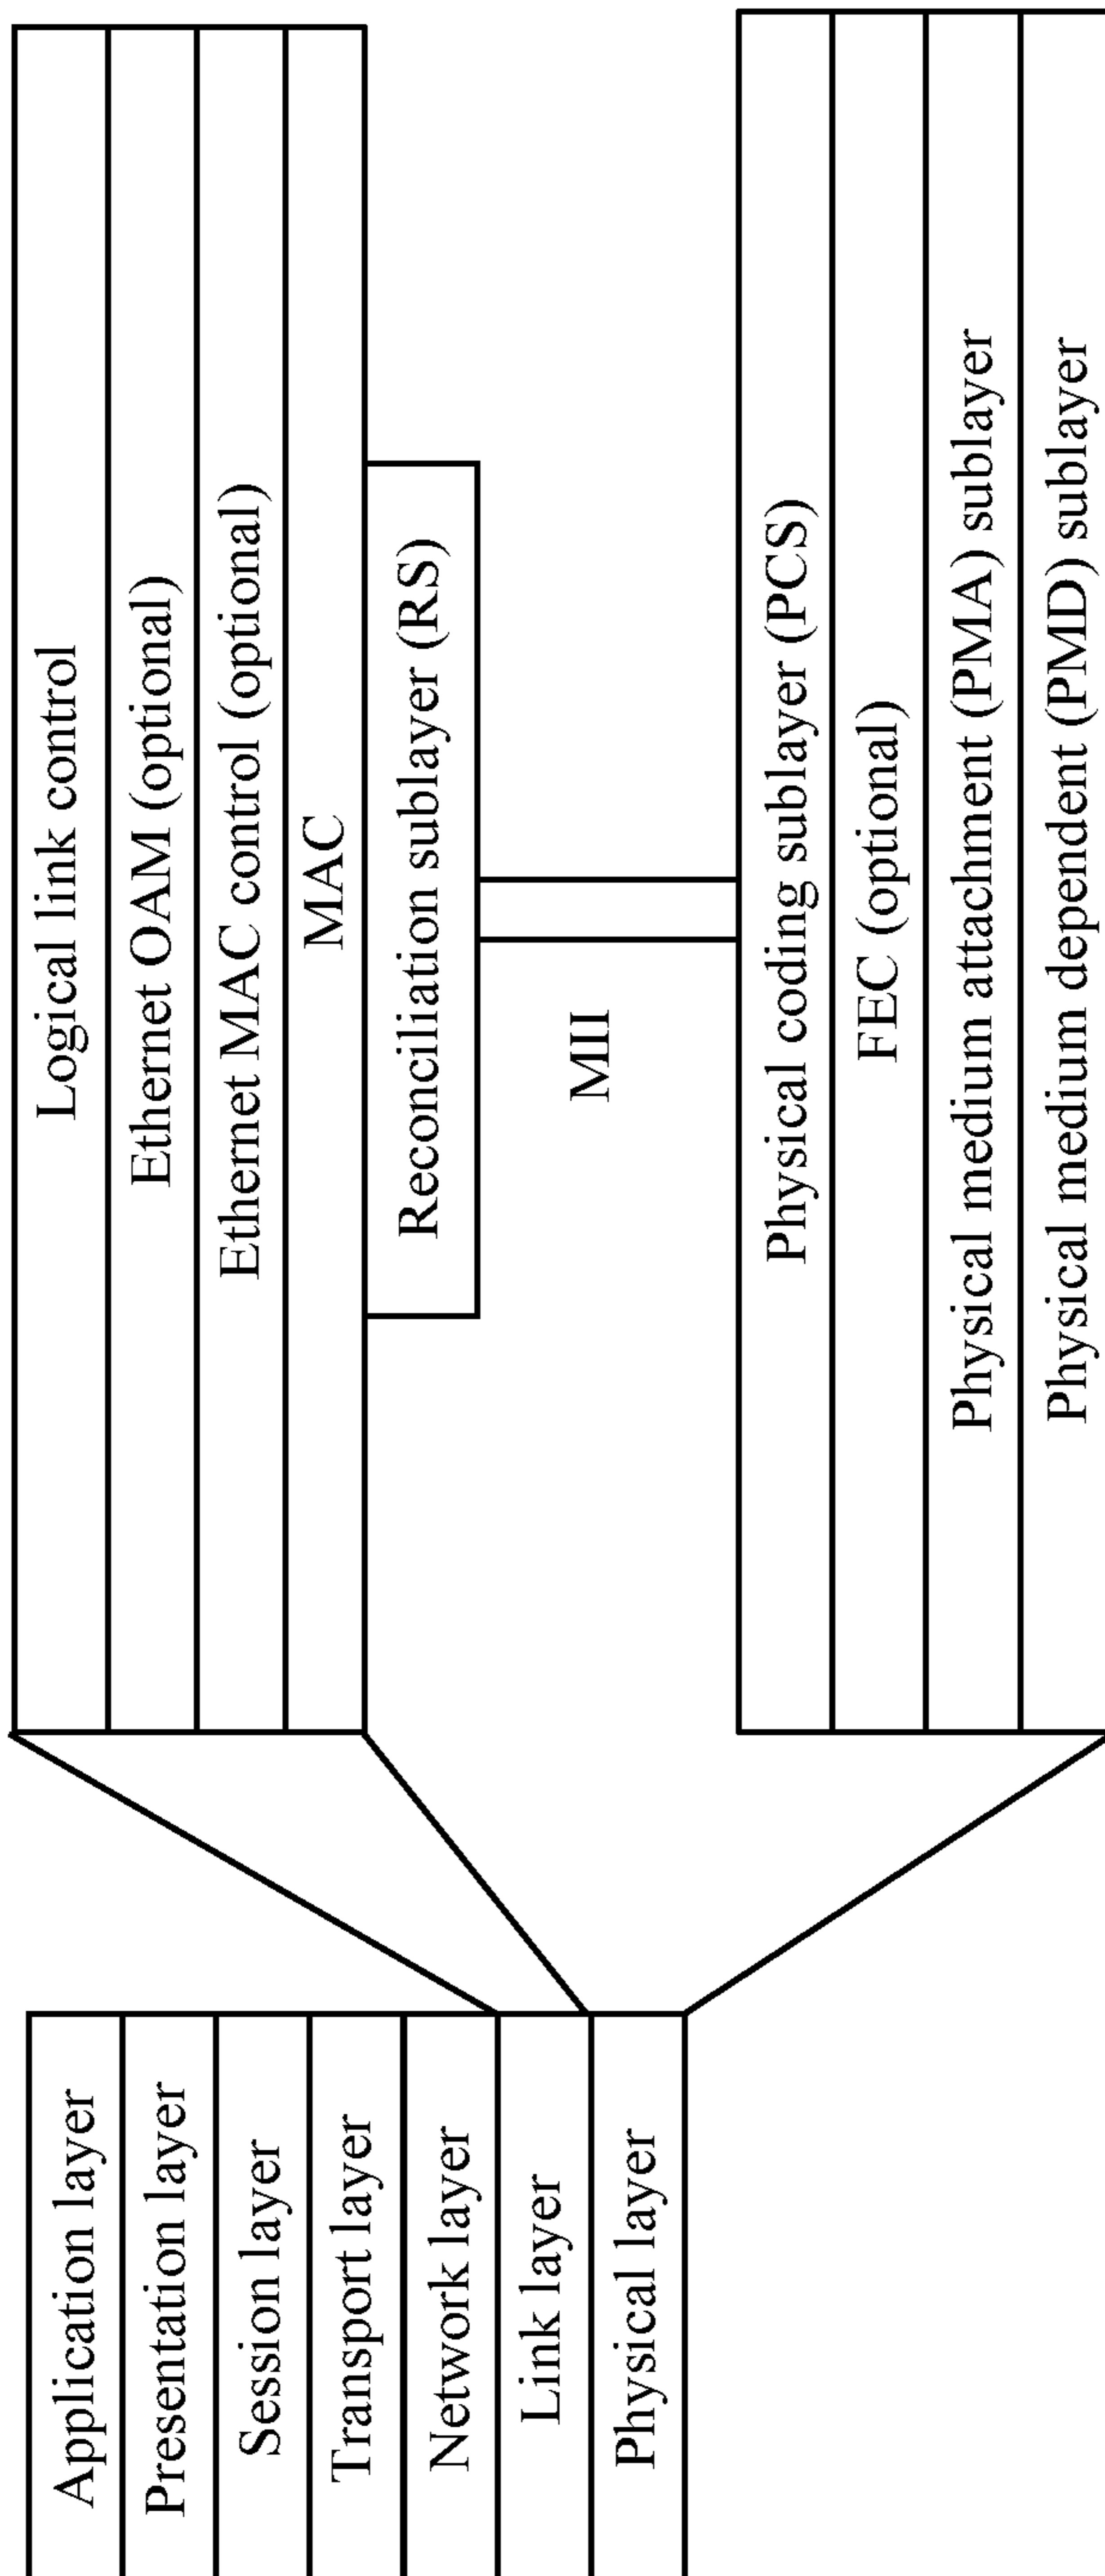 Application layer
Presentation layer
Session layer
Transport layer
Network layer
Link layer
Physical layer
Logical link control
Ethernet OAM (optional)
Ethernet MAC control (optional)
MAC
Reconciliation sublayer (RS)
MII
Physical coding sublayer (PCS)
FEC (optional)
Physical medium attachment (PMA) sublayer
Physical medium dependent (PMD) sublayer